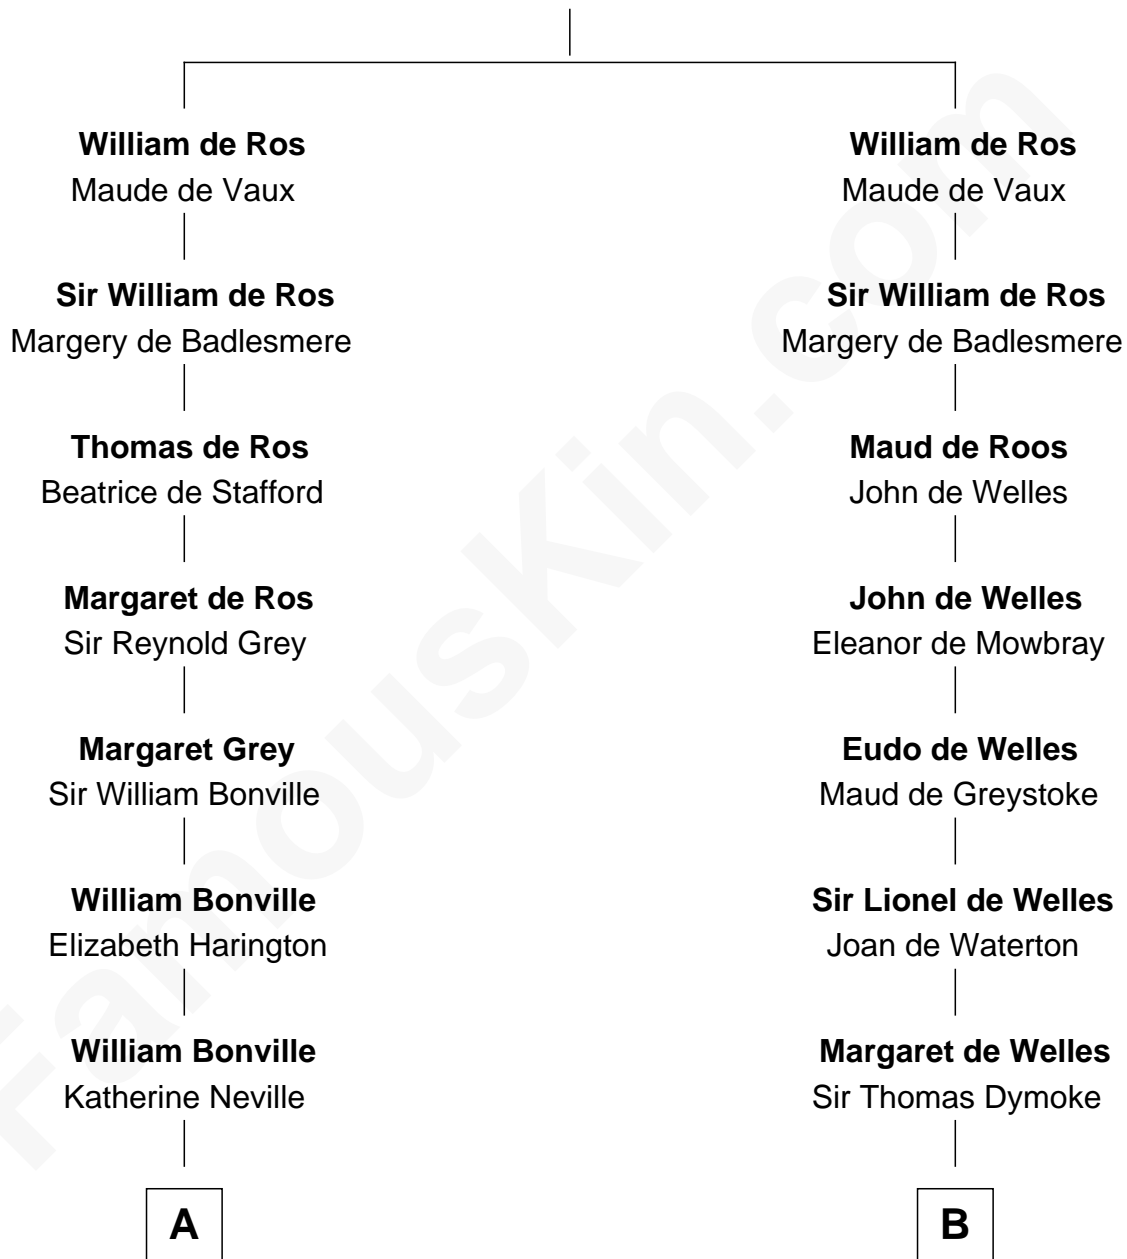 William de Ros
Maude de Vaux
Sir William de Ros
Margery de Badlesmere
Thomas de Ros
Beatrice de Stafford
Margaret de Ros
Sir Reynold Grey
Margaret Grey
Sir William Bonville
William Bonville
Elizabeth Harington
William Bonville
Katherine Neville
A
William de Ros
Maude de Vaux
Sir William de Ros
Margery de Badlesmere
Maud de Roos
John de Welles
John de Welles
Eleanor de Mowbray
Eudo de Welles
Maud de Greystoke
Sir Lionel de Welles
Joan de Waterton
Margaret de Welles
Sir Thomas Dymoke
B
FamousKin.com